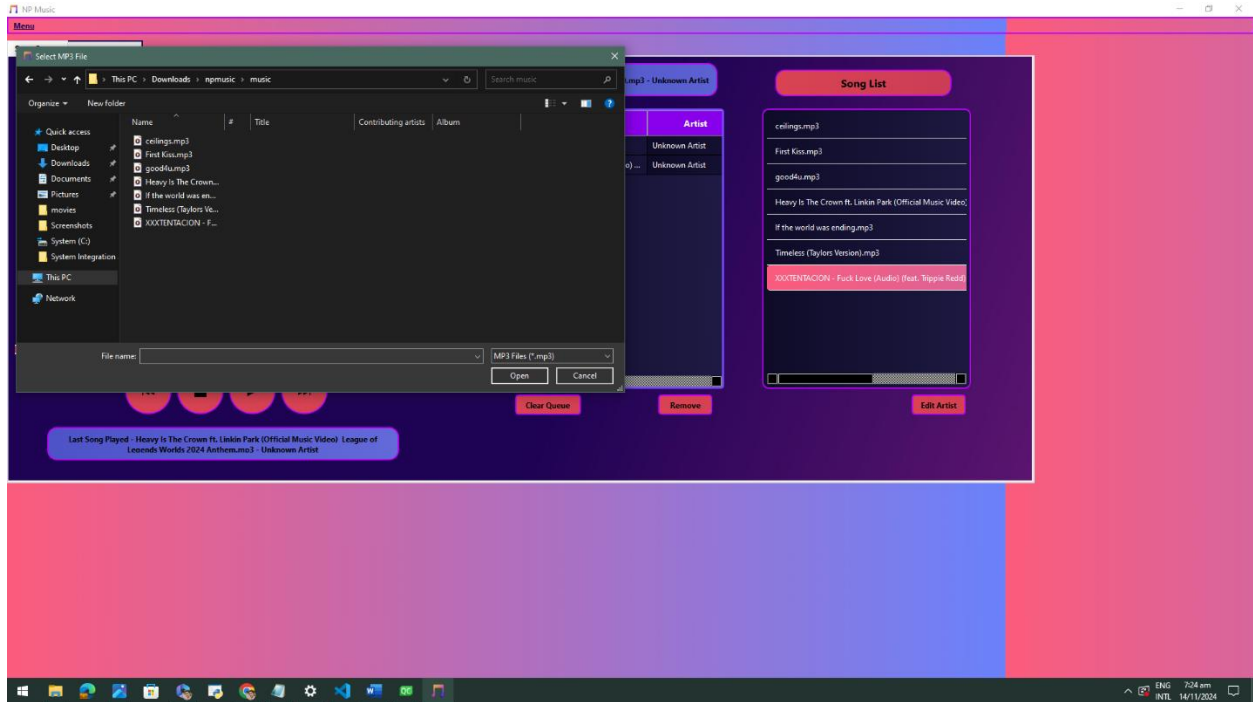 NP Music
Menu
Select MP3 File
This PC > Downloads > npmusic > music
Search music
Organize
New folder
Name
#
Title
Contributing artists
Album
Quick access
Desktop
Downloads
Documents
Pictures
movies
Screenshots
System (C:)
System Integration
This PC
Network
ceilings.mp3
First Kiss.mp3
good4u.mp3
Heavy Is The Crown...
If the world was en...
Timeless (Taylors Ve...
XXXTENTACION - F...
File name:
MP3 Files (*.mp3)
Open
Cancel
.mp3 - Unknown Artist
Artist
Unknown Artist
o) ...
Unknown Artist
Clear Queue
Remove
Song List
ceilings.mp3
First Kiss.mp3
good4u.mp3
Heavy Is The Crown ft. Linkin Park (Official Music Video)
If the world was ending.mp3
Timeless (Taylors Version).mp3
XXXTENTACION - Fuck Love (Audio) (feat. Trippie Redd)
Edit Artist
Last Song Played - Heavy Is The Crown ft. Linkin Park (Official Music Video) League of
Legends Worlds 2024 Anthem.mp3 - Unknown Artist
ENG
INTL
7:24 am
14/11/2024